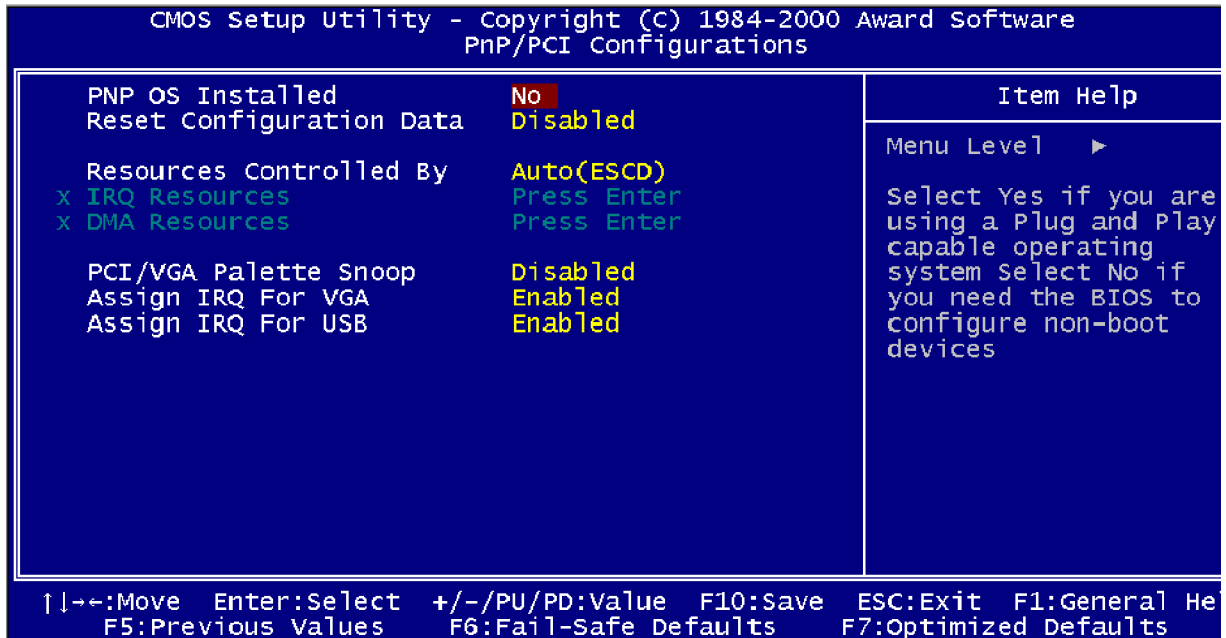 CMOS Setup Utility - Copyright (C) 1984-2000 Award Software
PnP/PCI Configurations
PNP OS Installed No
Reset Configuration Data Disabled
Resources Controlled By Auto(ESCD)
x IRQ Resources Press Enter
x DMA Resources Press Enter
PCI/VGA Palette Snoop Disabled
Assign IRQ For VGA Enabled
Assign IRQ For USB Enabled
Item Help
Menu Level ►
Select Yes if you are
using a Plug and Play
capable operating
system Select No if
you need the BIOS to
configure non-boot
devices
↑↓→←:Move Enter:Select +/-/PU/PD:Value F10:Save ESC:Exit F1:General Hel
F5:Previous Values F6:Fail-Safe Defaults F7:Optimized Defaults